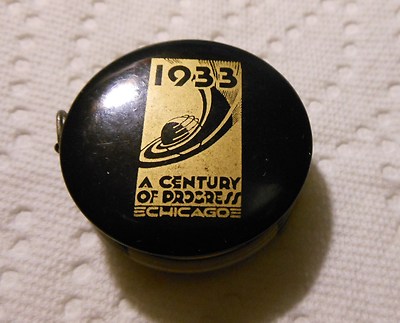 1933
A CENTURY
OF PROGRESS
CHICAGO